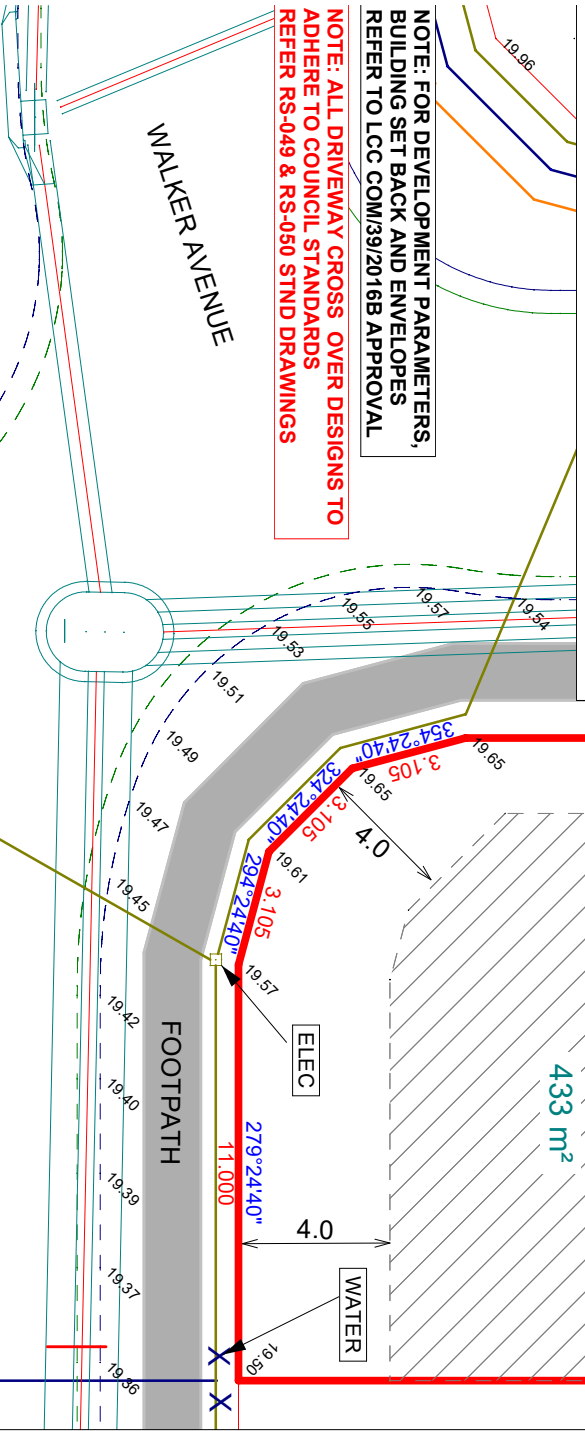 NOTE: FOR DEVELOPMENT PARAMETERS,
BUILDING SET BACK AND ENVELOPES
REFER TO LCC COM/39/2016B APPROVAL
NOTE: ALL DRIVEWAY CROSS OVER DESIGNS TO
ADHERE TO COUNCIL STANDARDS
REFER RS-049 & RS-050 STND DRAWINGS
WALKER AVENUE
19.96
19.54
19.57
19.55
19.53
19.51
19.49
19.47
19.45
19.42
19.40
19.39
19.37
19.36
354°24'40"
3.105
19.65
324°24'40"
3.105
19.65
294°24'40"
3.105
19.61
19.57
279°24'40"
11.000
19.50
4.0
4.0
433 m²
ELEC
WATER
FOOTPATH